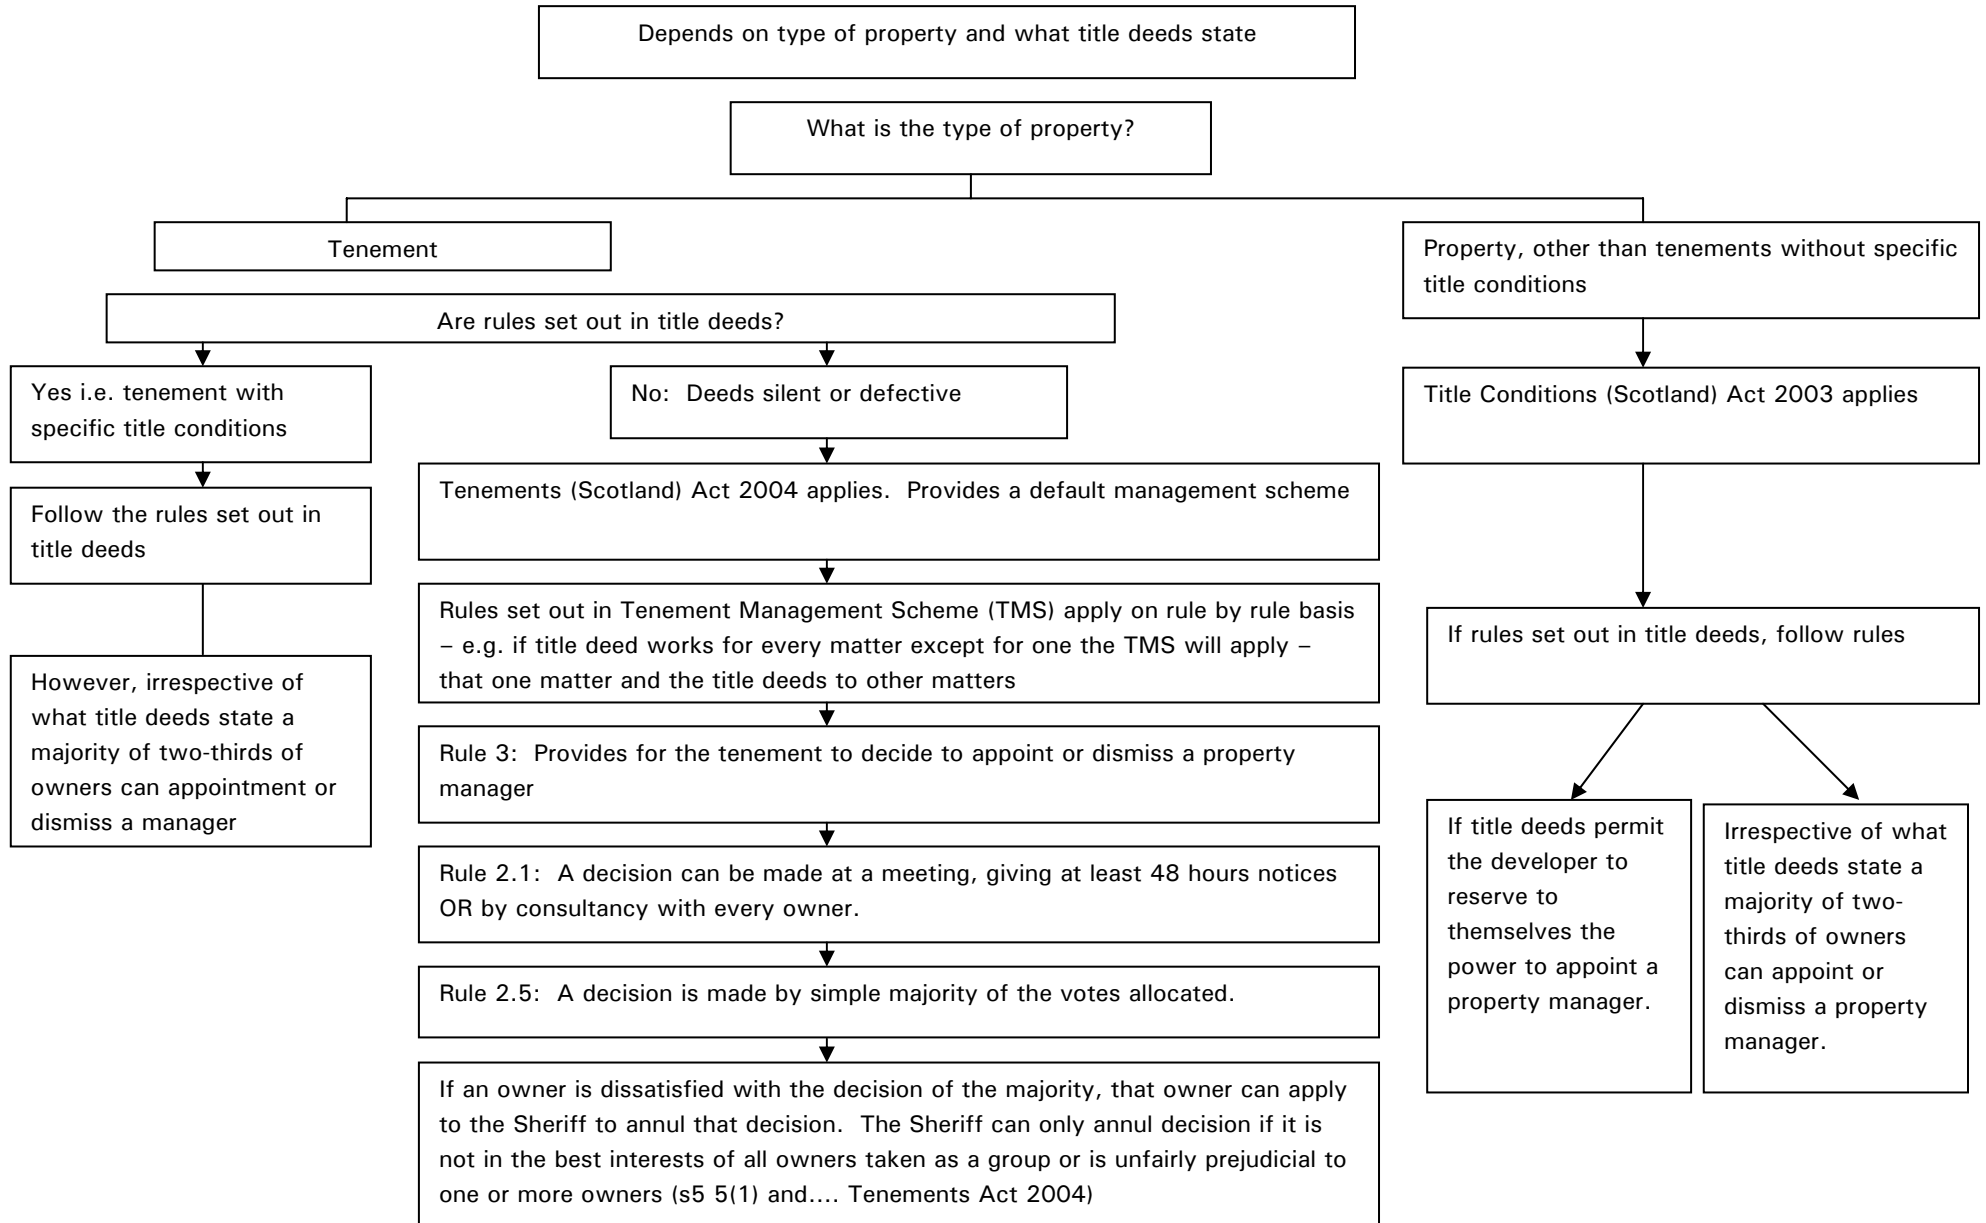 Depends on type of property and what title deeds state
What is the type of property?
Tenement
Property, other than tenements without specific
title conditions
Are rules set out in title deeds?
Yes i.e. tenement with
specific title conditions
No:  Deeds silent or defective
Title Conditions (Scotland) Act 2003 applies
Follow the rules set out in
title deeds
Tenements (Scotland) Act 2004 applies.  Provides a default management scheme
Rules set out in Tenement Management Scheme (TMS) apply on rule by rule basis
– e.g. if title deed works for every matter except for one the TMS will apply –
that one matter and the title deeds to other matters
If rules set out in title deeds, follow rules
However, irrespective of
what title deeds state a
majority of two-thirds of
owners can appointment or
dismiss a manager
Rule 3:  Provides for the tenement to decide to appoint or dismiss a property
manager
Rule 2.1:  A decision can be made at a meeting, giving at least 48 hours notices
OR by consultancy with every owner.
Rule 2.5:  A decision is made by simple majority of the votes allocated.
If an owner is dissatisfied with the decision of the majority, that owner can apply
to the Sheriff to annul that decision.  The Sheriff can only annul decision if it is
not in the best interests of all owners taken as a group or is unfairly prejudicial to
one or more owners (s5 5(1) and…. Tenements Act 2004)
If title deeds permit
the developer to
reserve to
themselves the
power to appoint a
property manager.
Irrespective of what
title deeds state a
majority of two-
thirds of owners
can appoint or
dismiss a property
manager.